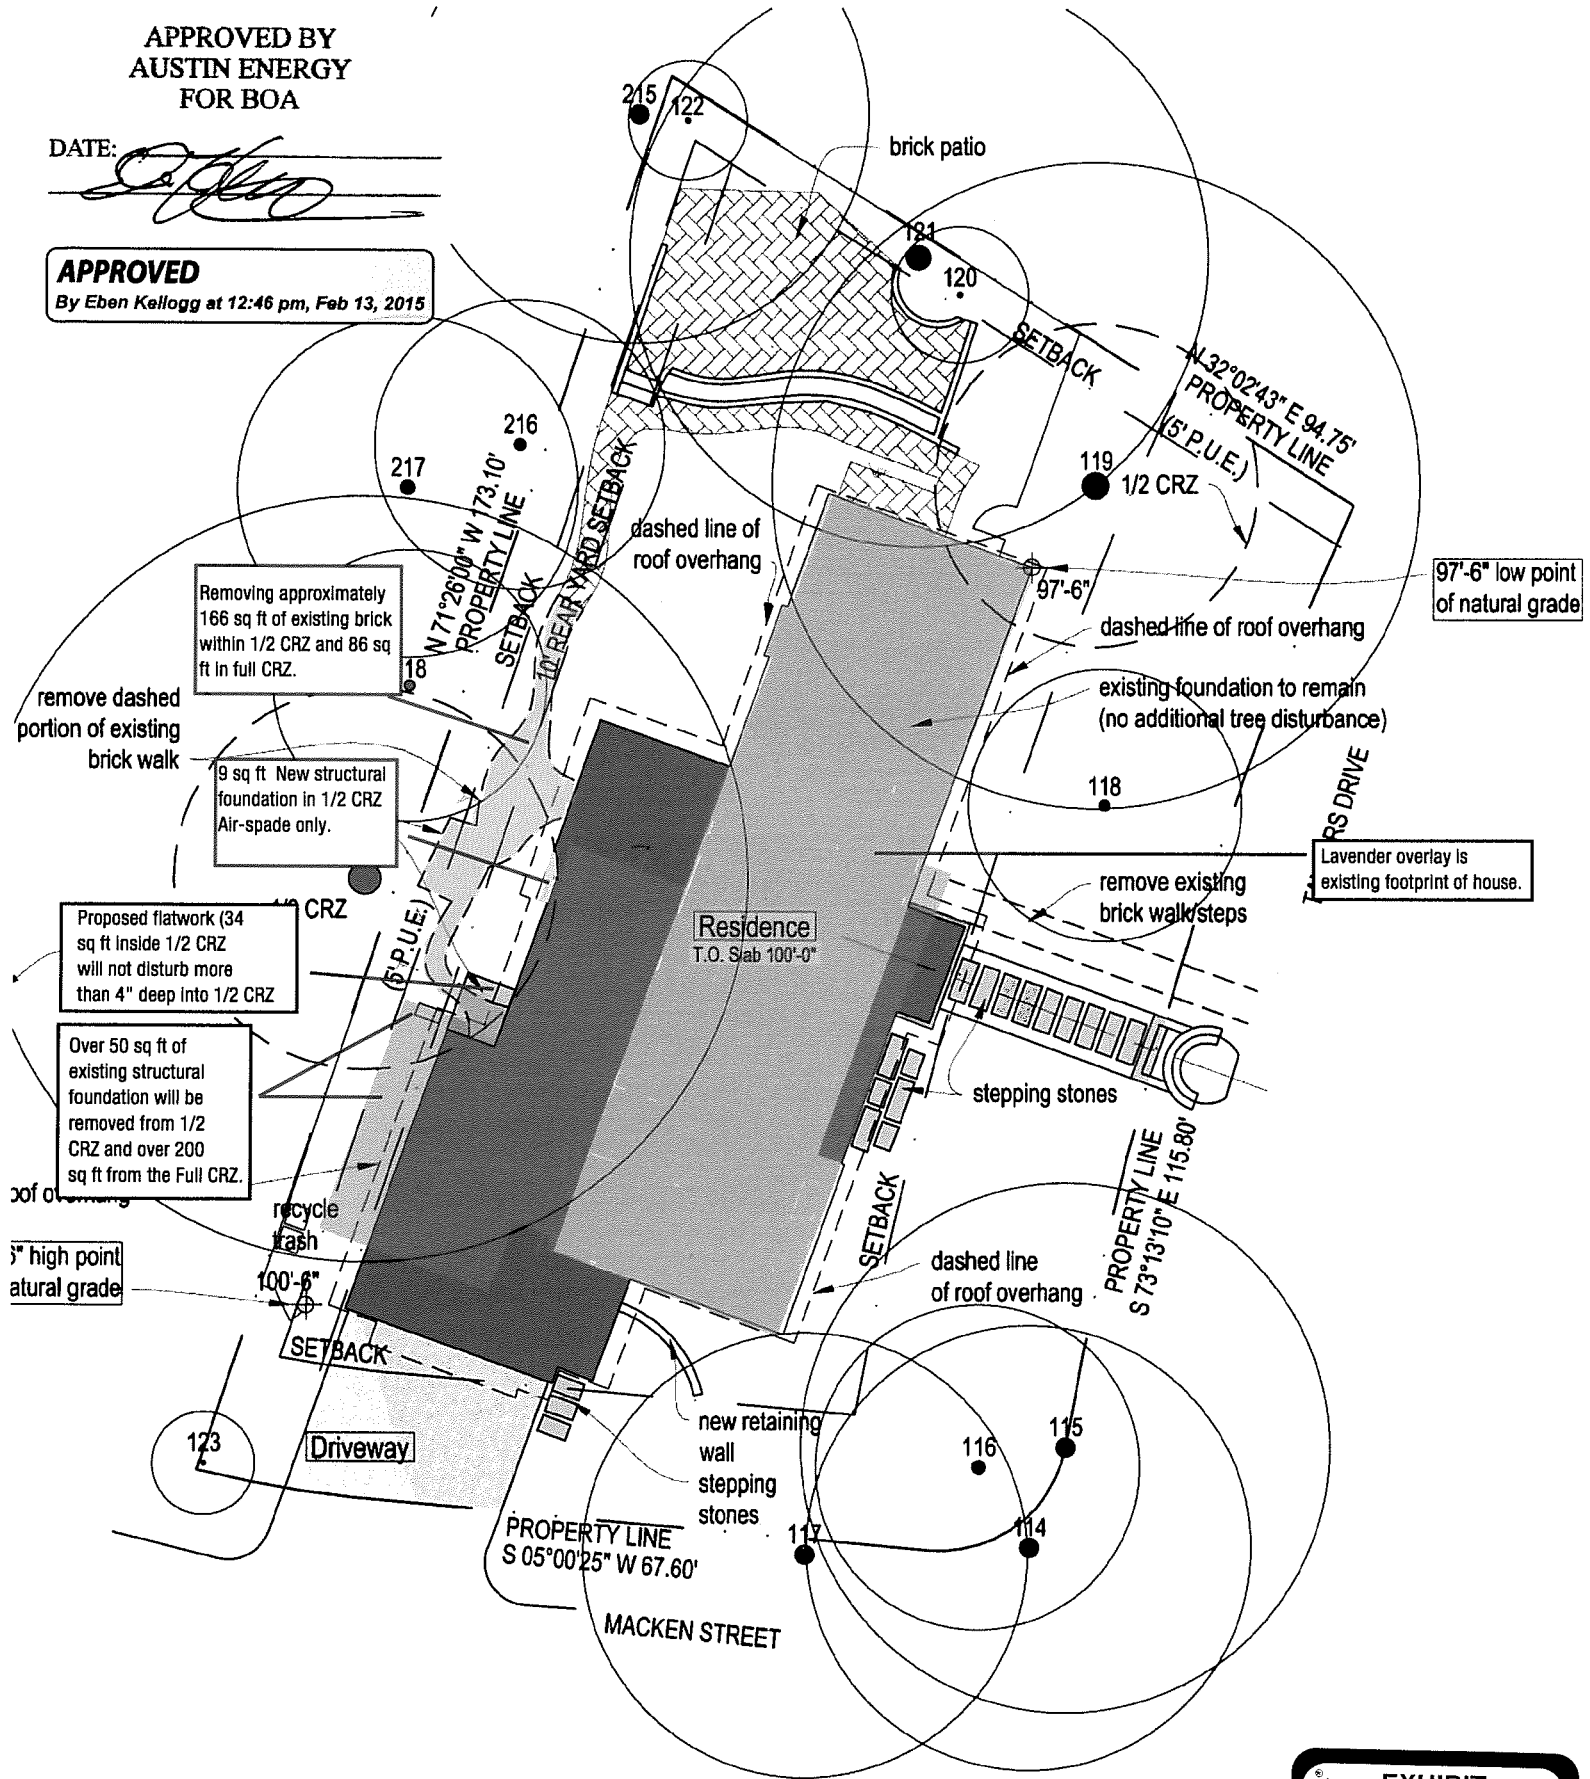 APPROVED BY
AUSTIN ENERGY
FOR BOA
DATE:
APPROVED
By Eben Kellogg at 12:46 pm, Feb 13, 2015
215
122
brick patio
121
120
SETBACK
N 32°02'43" E 94.75'
PROPERTY LINE
(5' P.U.E.)
119
1/2 CRZ
216
217
N 71°26'00" W 173.10'
PROPERTY LINE
SETBACK
10' REAR YARD SETBACK
dashed line of
roof overhang
97'-6"
97'-6" low point
of natural grade
dashed line of roof overhang
existing foundation to remain
(no additional tree disturbance)
Removing approximately
166 sq ft of existing brick
within 1/2 CRZ and 86 sq
ft in full CRZ.
18
remove dashed
portion of existing
brick walk
9 sq ft New structural
foundation in 1/2 CRZ
Air-spade only.
118
RS DRIVE
Lavender overlay is
existing footprint of house.
remove existing
brick walk/steps
CRZ
(5' P.U.E.)
Proposed flatwork (34
sq ft inside 1/2 CRZ
will not disturb more
than 4" deep into 1/2 CRZ
Residence
T.O. Slab 100'-0"
Over 50 sq ft of
existing structural
foundation will be
removed from 1/2
CRZ and over 200
sq ft from the Full CRZ.
stepping stones
PROPERTY LINE
S 73°13'10" E 115.80'
SETBACK
oof overhang
recycle
trash
6" high point
atural grade
100'-6"
dashed line
of roof overhang
SETBACK
123
Driveway
new retaining
wall
stepping
stones
116
115
117
114
PROPERTY LINE
S 05°00'25" W 67.60'
MACKEN STREET
EXHIBIT